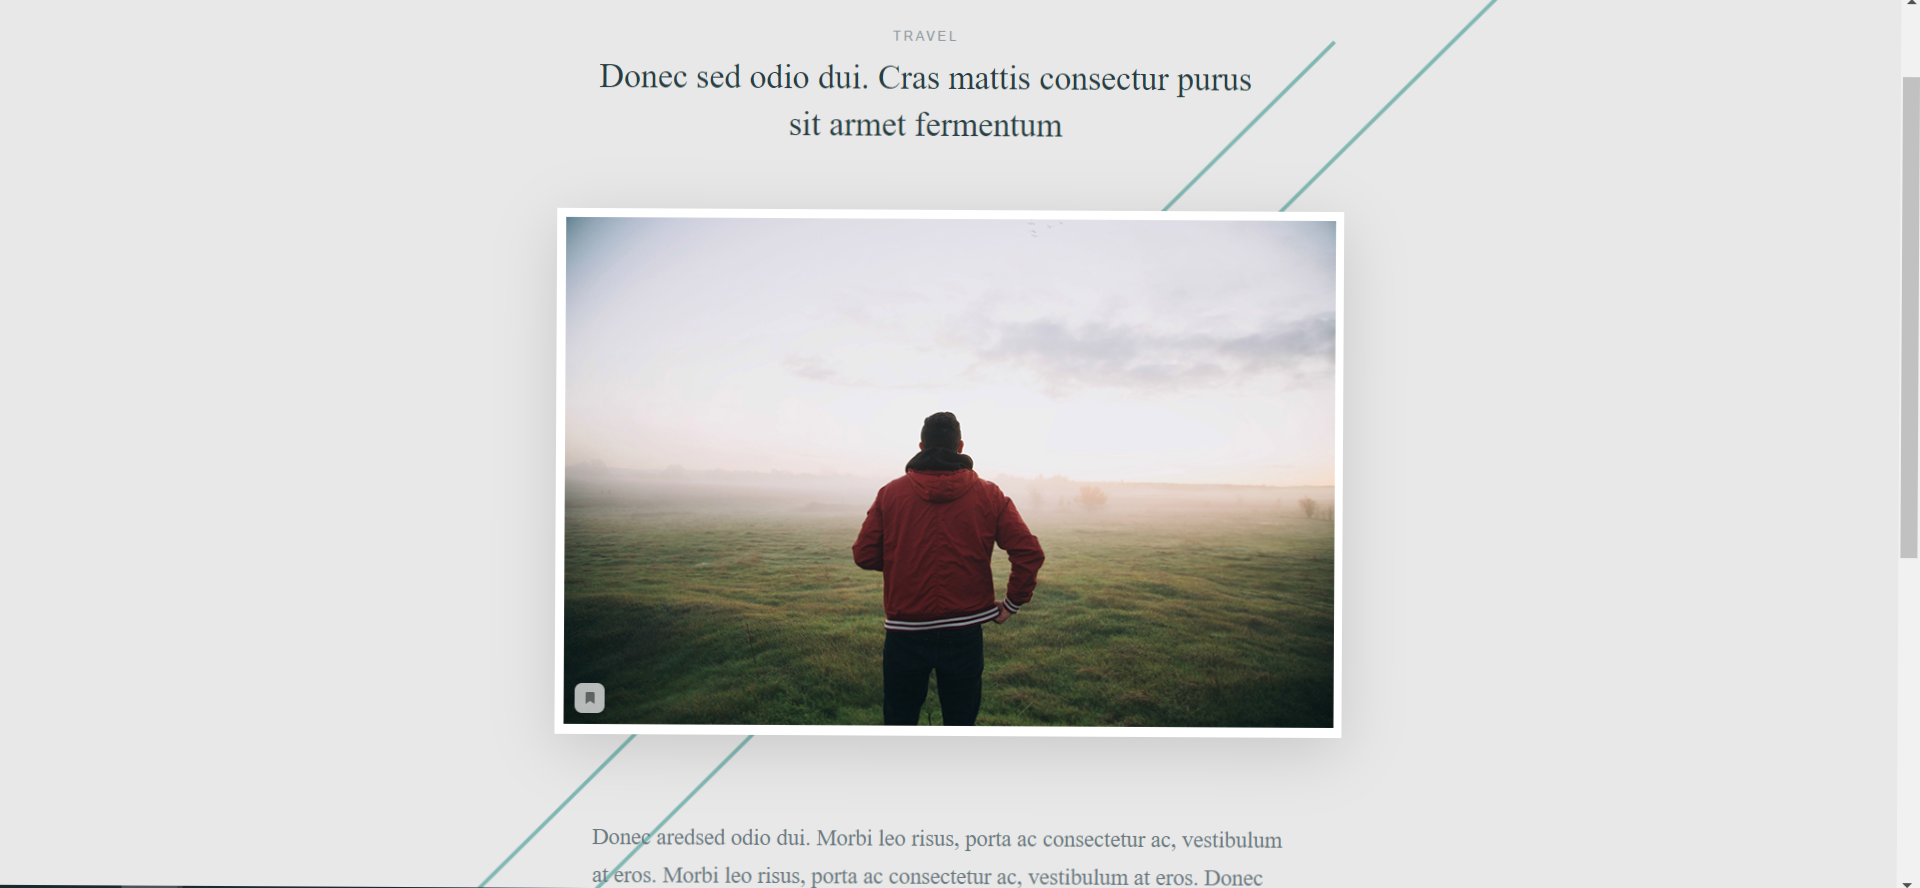 TRAVEL
Donec sed odio dui. Cras mattis consectur purus
sit armet fermentum
Donec aredsed odio dui. Morbi leo risus, porta ac consectetur ac, vestibulum
at eros. Morbi leo risus, porta ac consectetur ac, vestibulum at eros. Donec